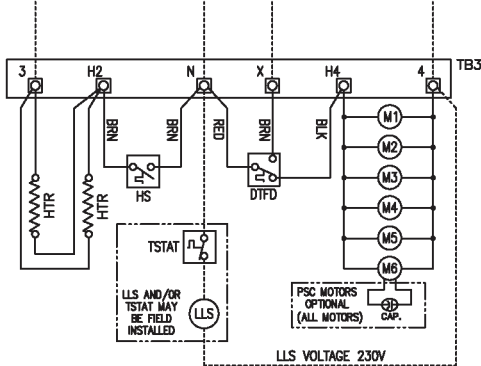 3 H2 N X H4 4 TB3
BRN BRN RED BRN BLK
M1
M2
M3
M4
M5
M6
HTR HTR
HS
DTFD
TSTAT
LLS AND/OR
TSTAT MAY
BE FIELD
INSTALLED
LLS
PSC MOTORS
OPTIONAL
(ALL MOTORS)
CAP.
LLS VOLTAGE 230V